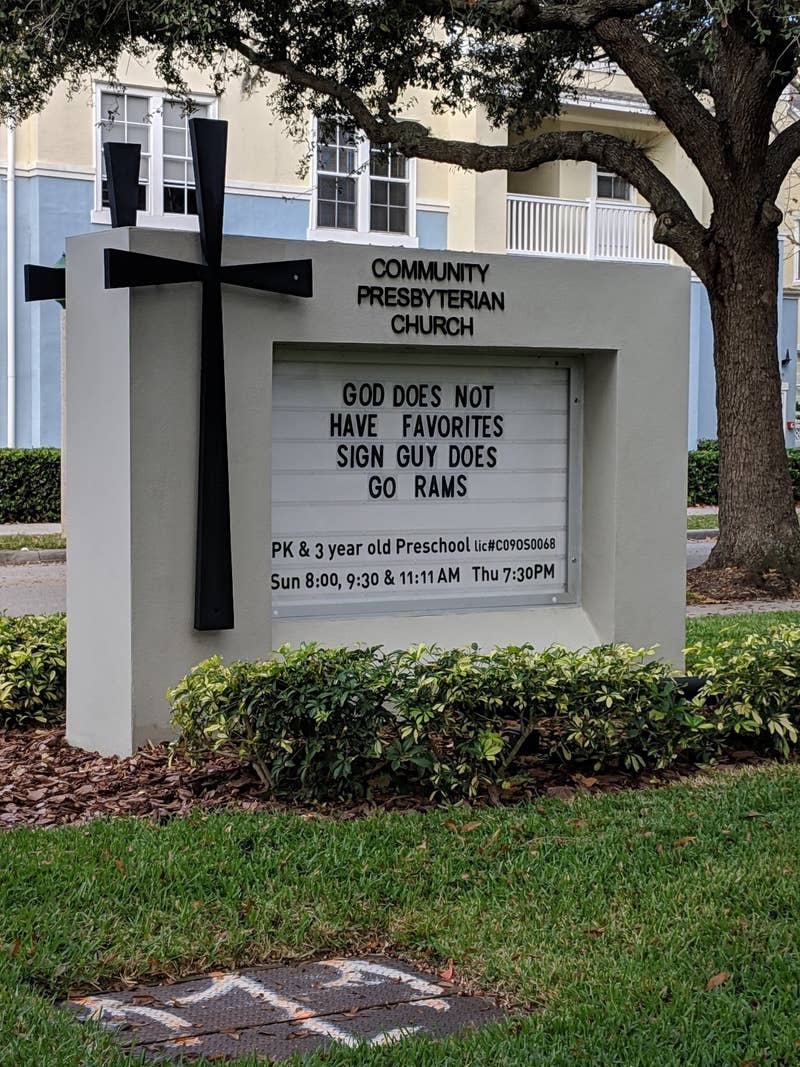 COMMUNITY
PRESBYTERIAN
CHURCH
GOD DOES NOT
HAVE FAVORITES
SIGN GUY DOES
GO RAMS
PK & 3 year old Preschool lic#C09OS0068
Sun 8:00, 9:30 & 11:11 AM Thu 7:30PM